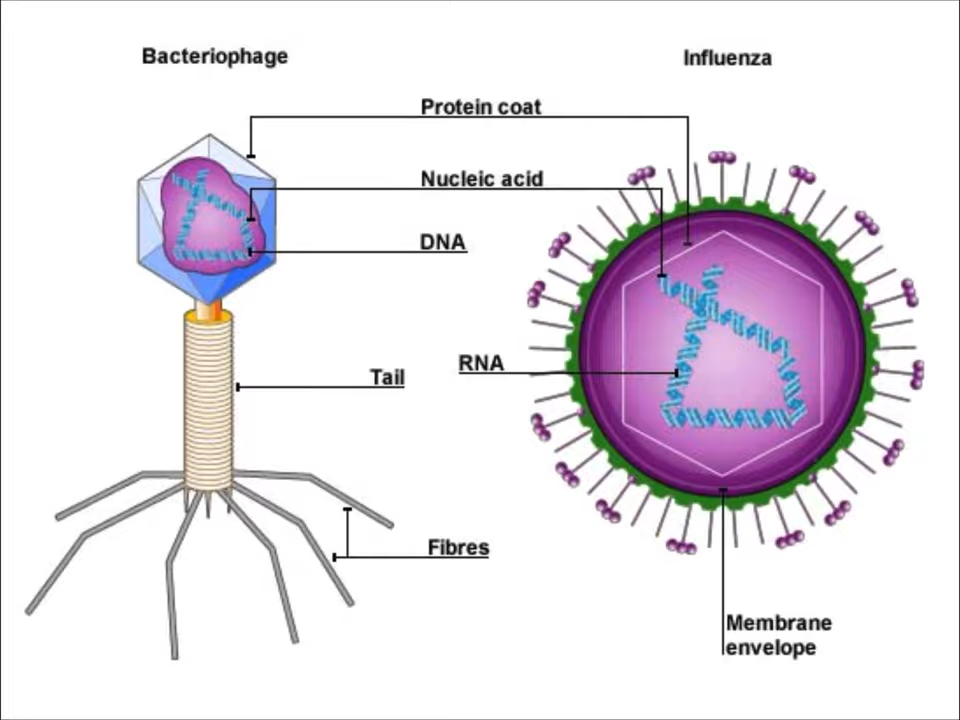 Bacteriophage
Influenza
Protein coat
Nucleic acid
DNA
RNA
Tail
Fibres
Membrane
envelope